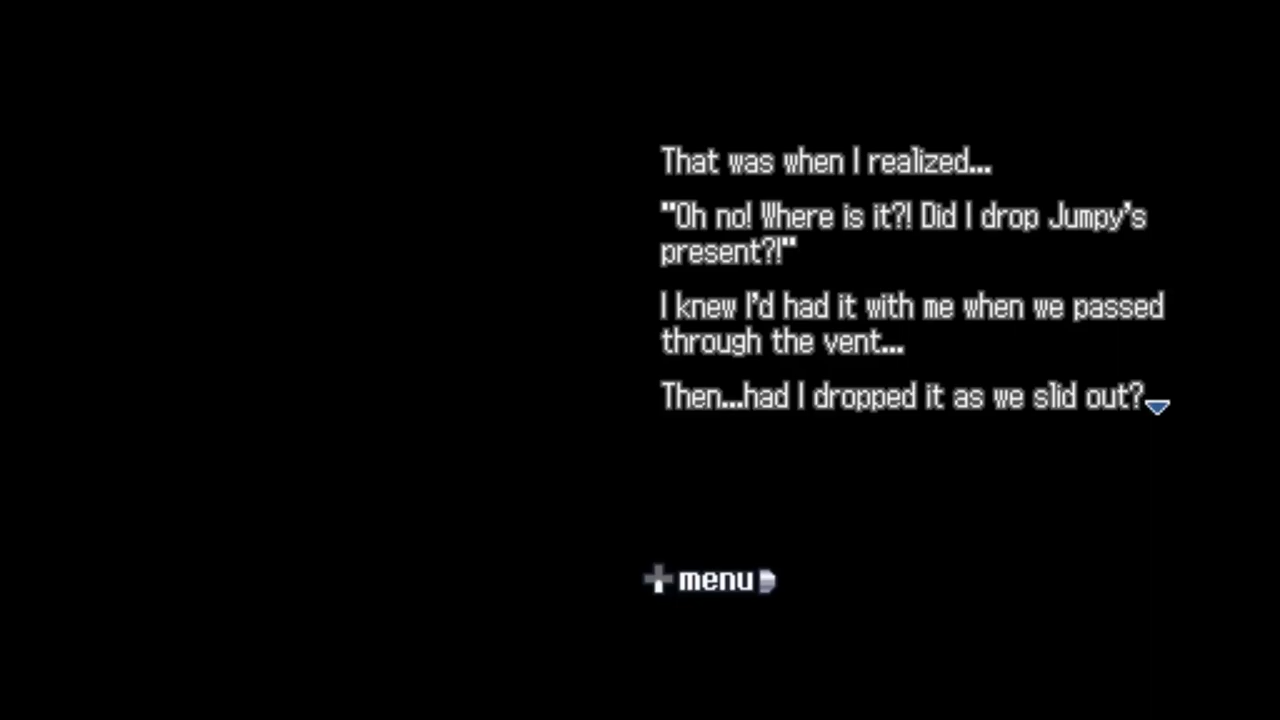 That was when I realized...
"Oh no! Where is it?! Did I drop Jumpy's
present?!"
I knew I'd had it with me when we passed
through the vent...
Then...had I dropped it as we slid out?
menu